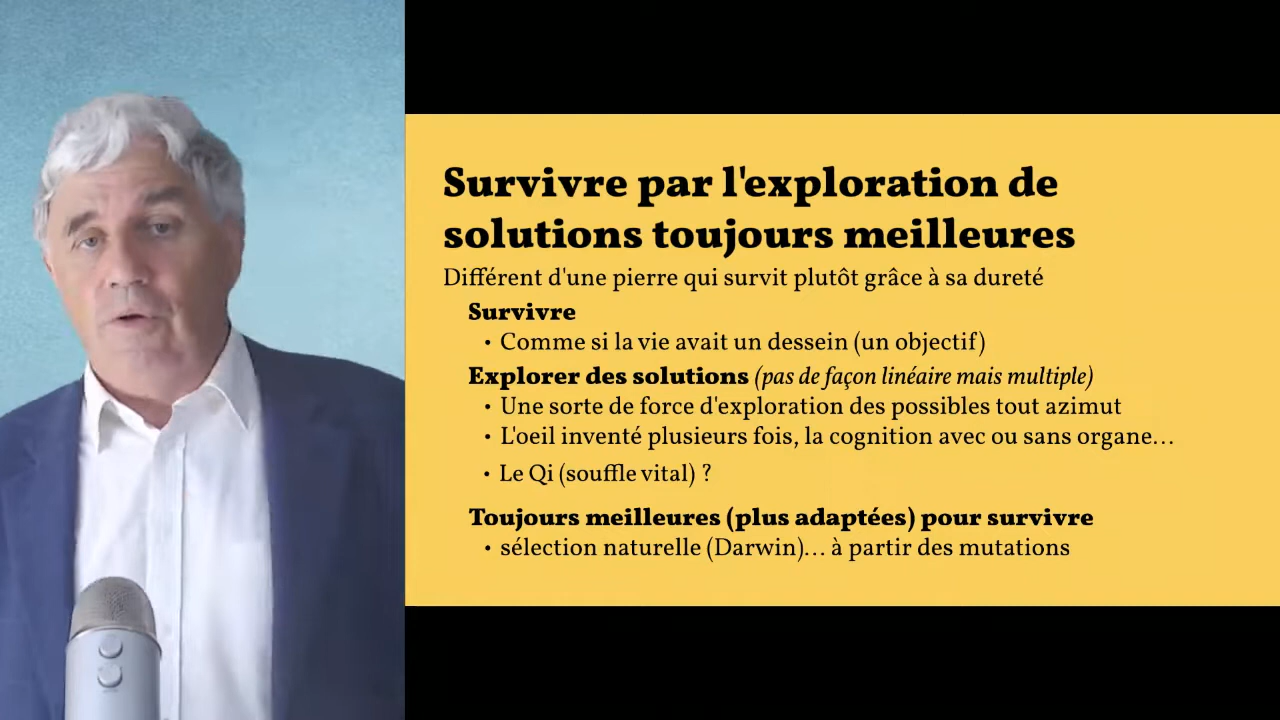 Survivre par l'exploration de
solutions toujours meilleures
Différent d'une pierre qui survit plutôt grâce à sa dureté
Survivre
• Comme si la vie avait un dessein (un objectif)
Explorer des solutions (pas de façon linéaire mais multiple)
• Une sorte de force d'exploration des possibles tout azimut
• L'oeil inventé plusieurs fois, la cognition avec ou sans organe…
• Le Qi (souffle vital) ?
Toujours meilleures (plus adaptées) pour survivre
• sélection naturelle (Darwin)… à partir des mutations